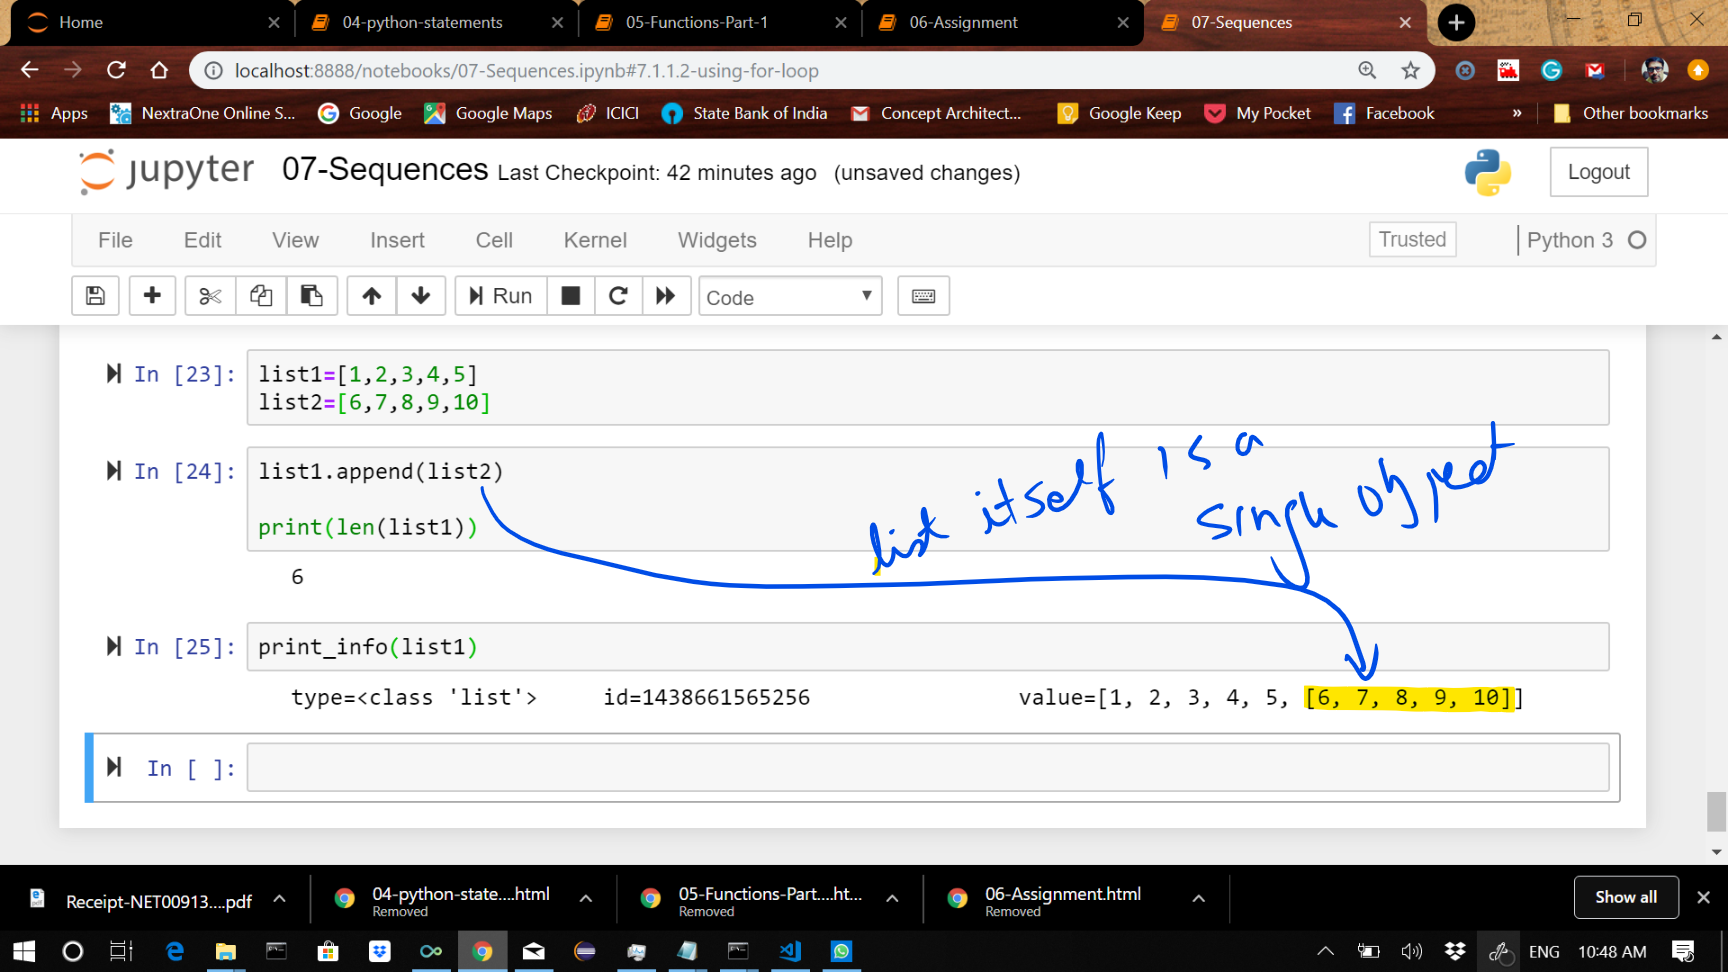 Home
04-python-statements
05-Functions-Part-1
06-Assignment
07-Sequences
localhost:8888/notebooks/07-Sequences.ipynb#7.1.1.2-using-for-loop
Apps NextraOne Online S... Google Google Maps ICICI State Bank of India Concept Architect... Google Keep My Pocket Facebook » Other bookmarks
jupyter 07-Sequences Last Checkpoint: 42 minutes ago (unsaved changes)
Logout
File Edit View Insert Cell Kernel Widgets Help
Trusted Python 3
Run Code
In [23]: list1=[1,2,3,4,5]
list2=[6,7,8,9,10]
In [24]: list1.append(list2)
print(len(list1))
list itself is a
single object
6
In [25]: print_info(list1)
type=<class 'list'> id=1438661565256 value=[1, 2, 3, 4, 5, [6, 7, 8, 9, 10]]
In [ ]:
Receipt-NET00913....pdf
04-python-state....html
Removed
05-Functions-Part....ht...
Removed
06-Assignment.html
Removed
Show all
ENG 10:48 AM